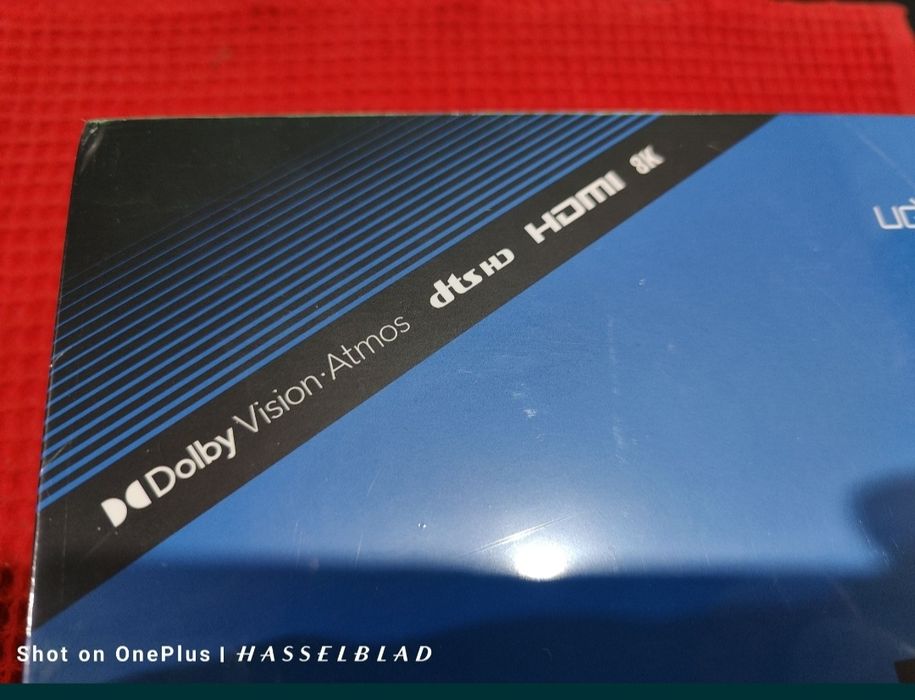 Dolby Vision·Atmos dts HD HDMI 8K
Shot on OnePlus | HASSELBLAD